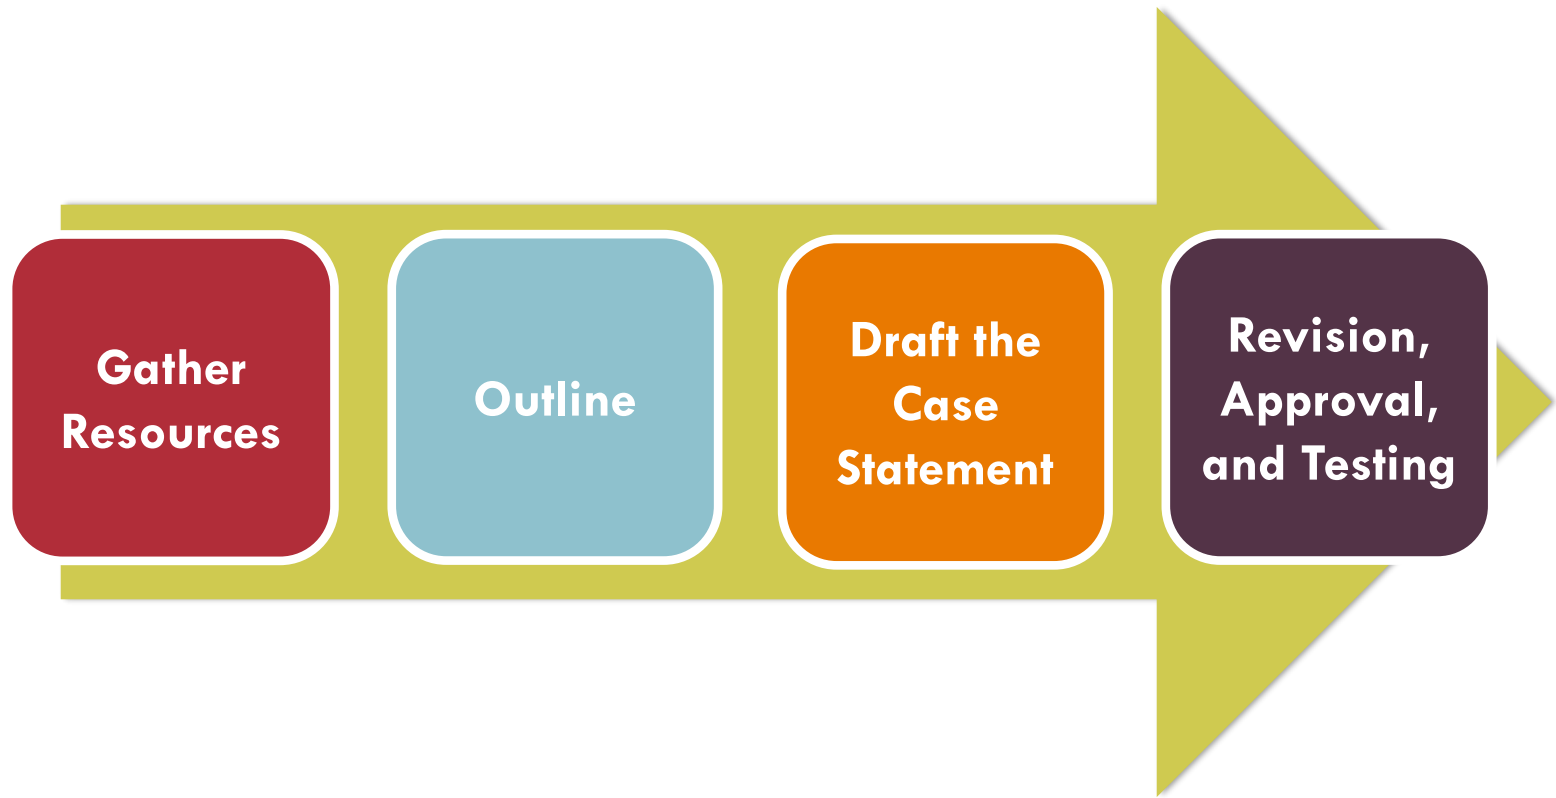 Gather
Resources
Outline
Draft the
Case
Statement
Revision,
Approval,
and Testing